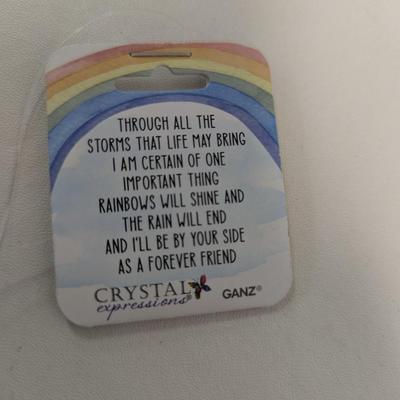 THROUGH ALL THE
STORMS THAT LIFE MAY BRING
I AM CERTAIN OF ONE
IMPORTANT THING
RAINBOWS WILL SHINE AND
THE RAIN WILL END
AND I'LL BE BY YOUR SIDE
AS A FOREVER FRIEND
CRYSTAL
expressions®
GANZ®